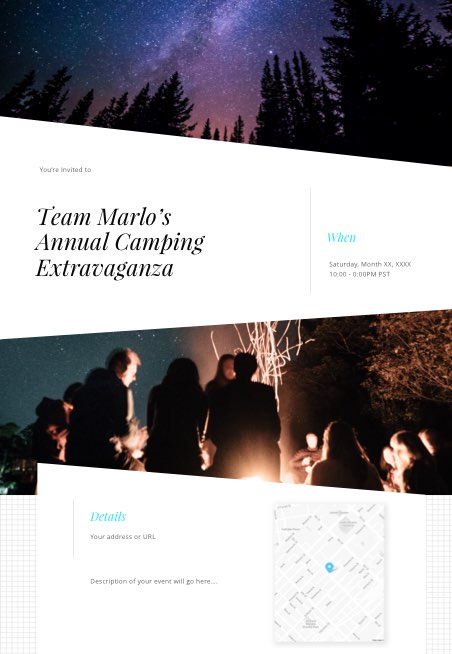 You're Invited to
Team Marlo's
Annual Camping
Extravaganza
When
Saturday, Month XX, XXXX
10:00 - 0:00PM PST
Details
Your address or URL
Description of your event will go here....